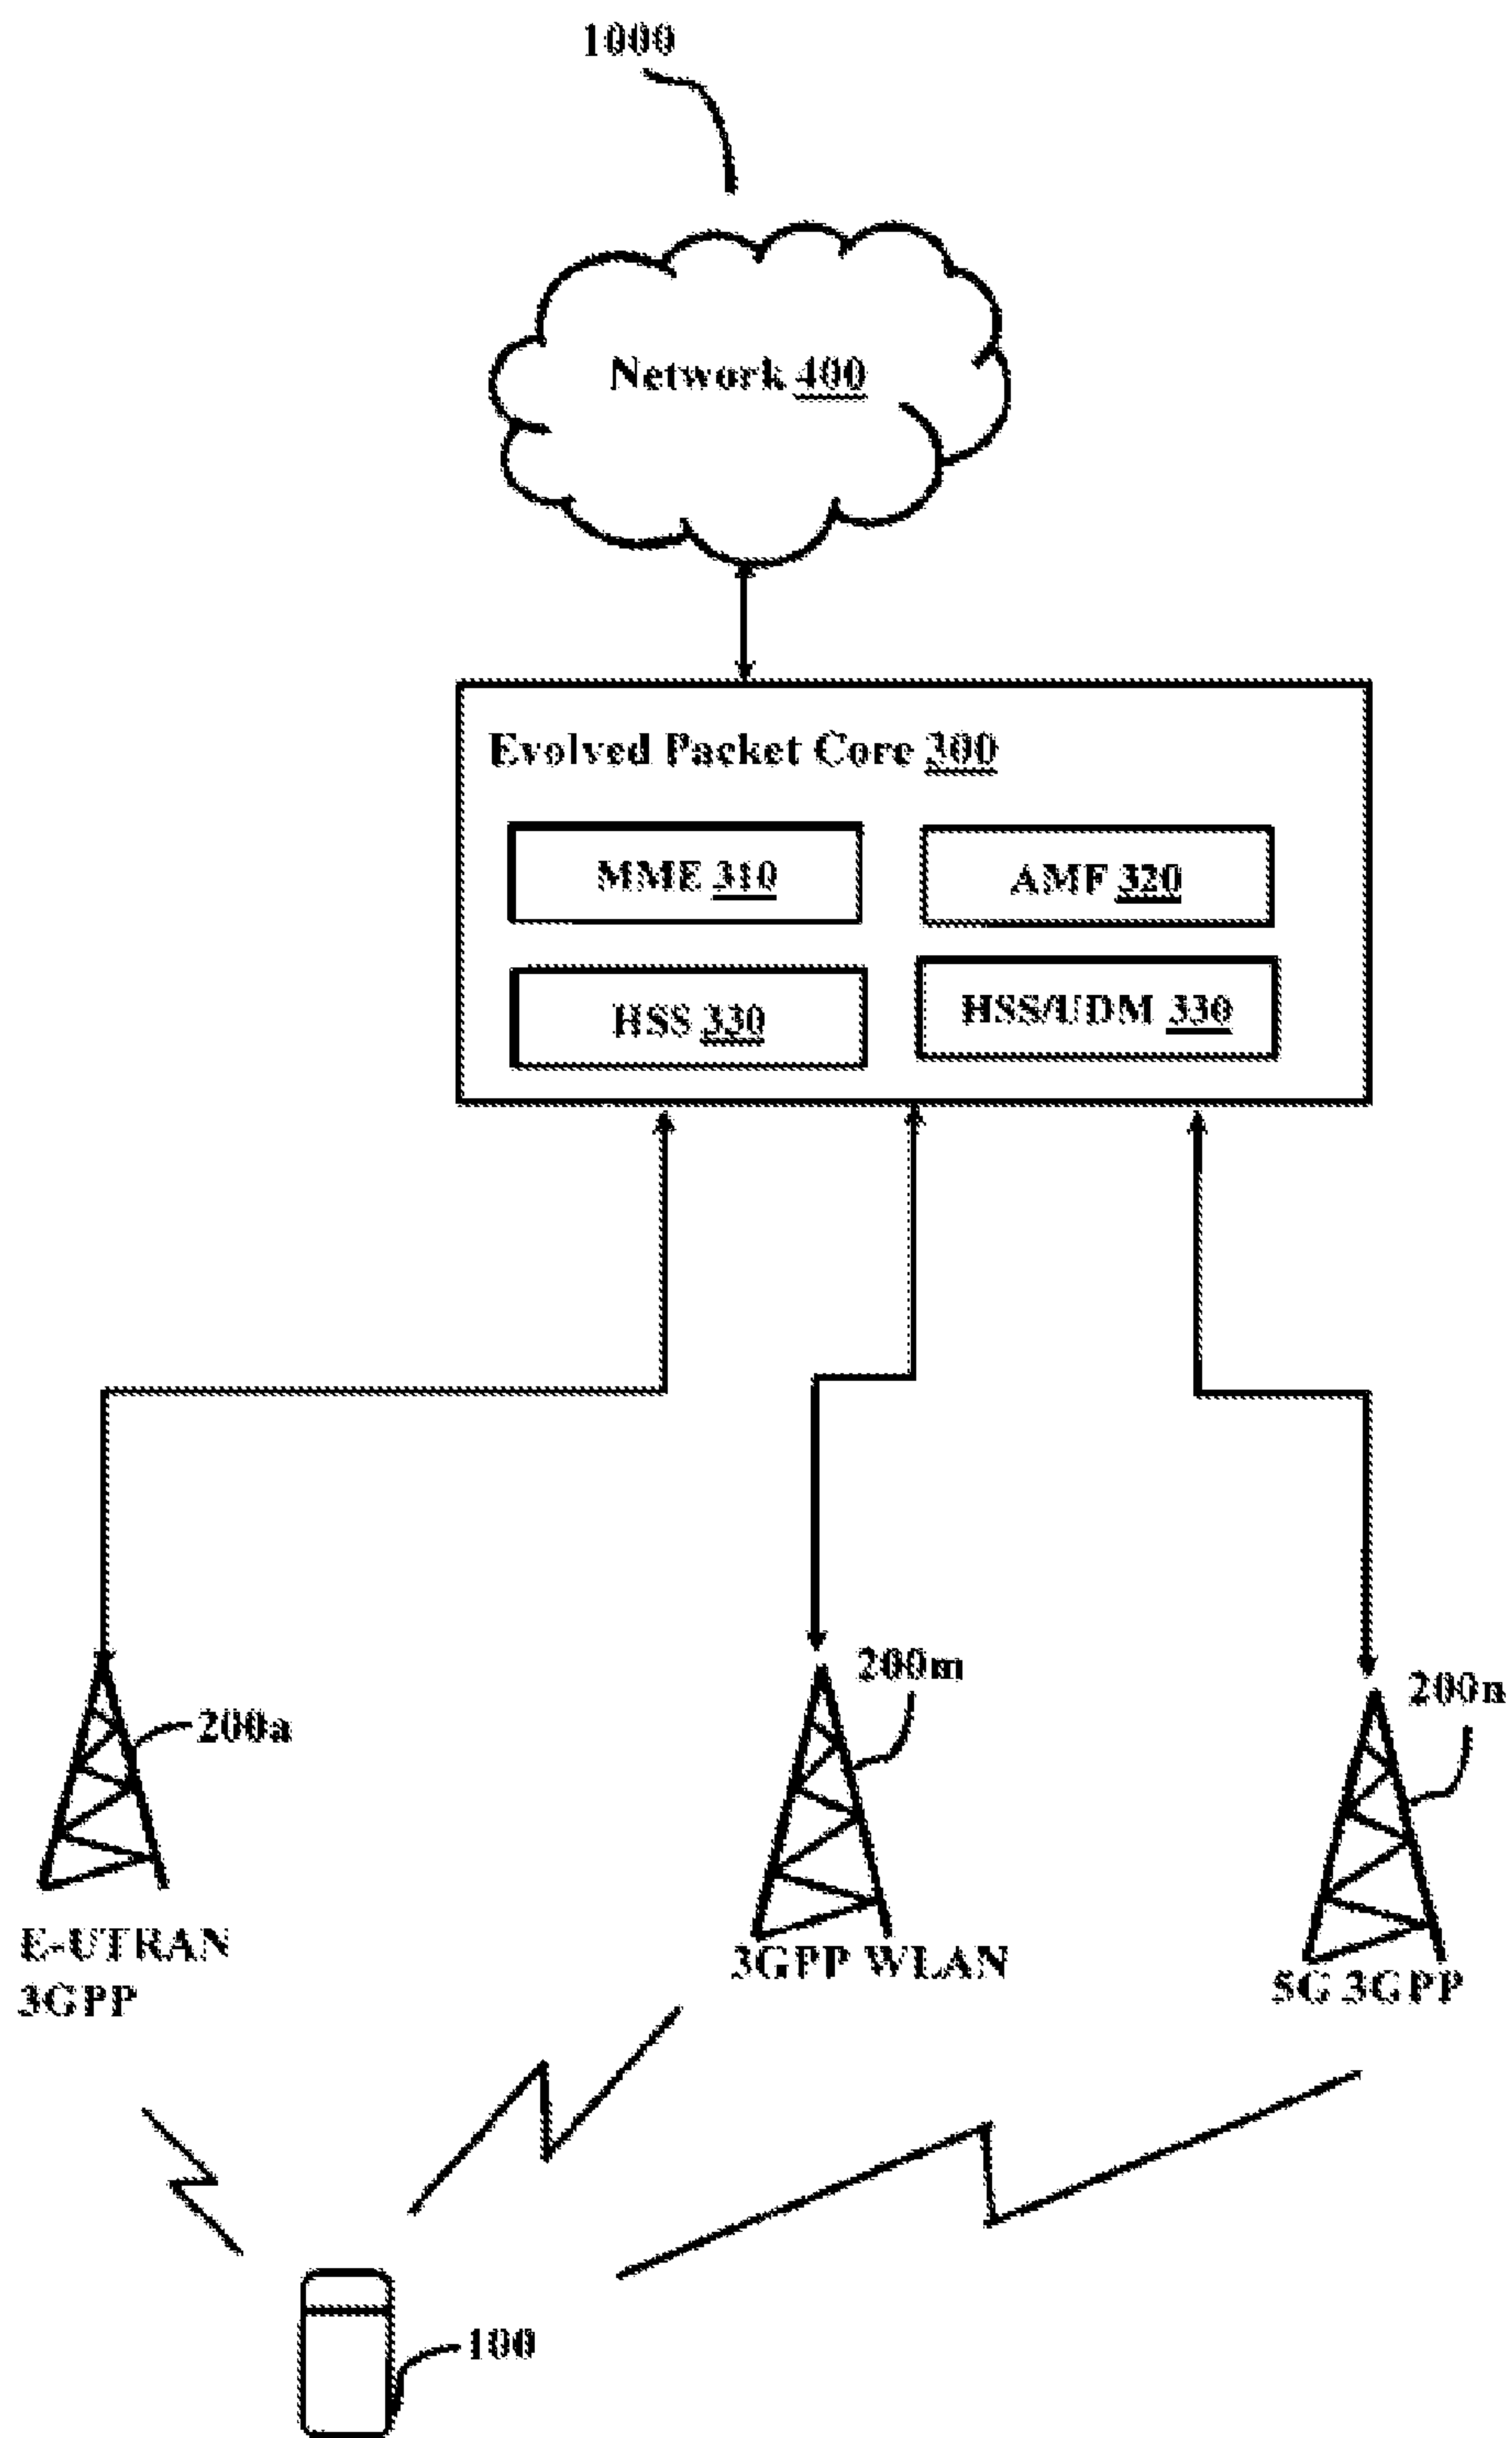 1000
Network 400
Evolved Packet Core 300
MME 310
AMF 320
HSS 330
HSS/UDM 330
200a
200m
200n
E-UTRAN
3GPP
3GPP WLAN
5G 3GPP
100